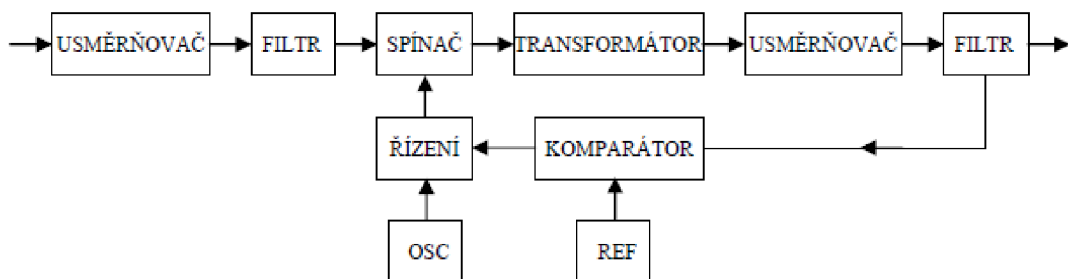 USMĚRŇOVAČ
FILTR
SPÍNAČ
TRANSFORMÁTOR
USMĚRŇOVAČ
FILTR
ŘÍZENÍ
KOMPARÁTOR
OSC
REF